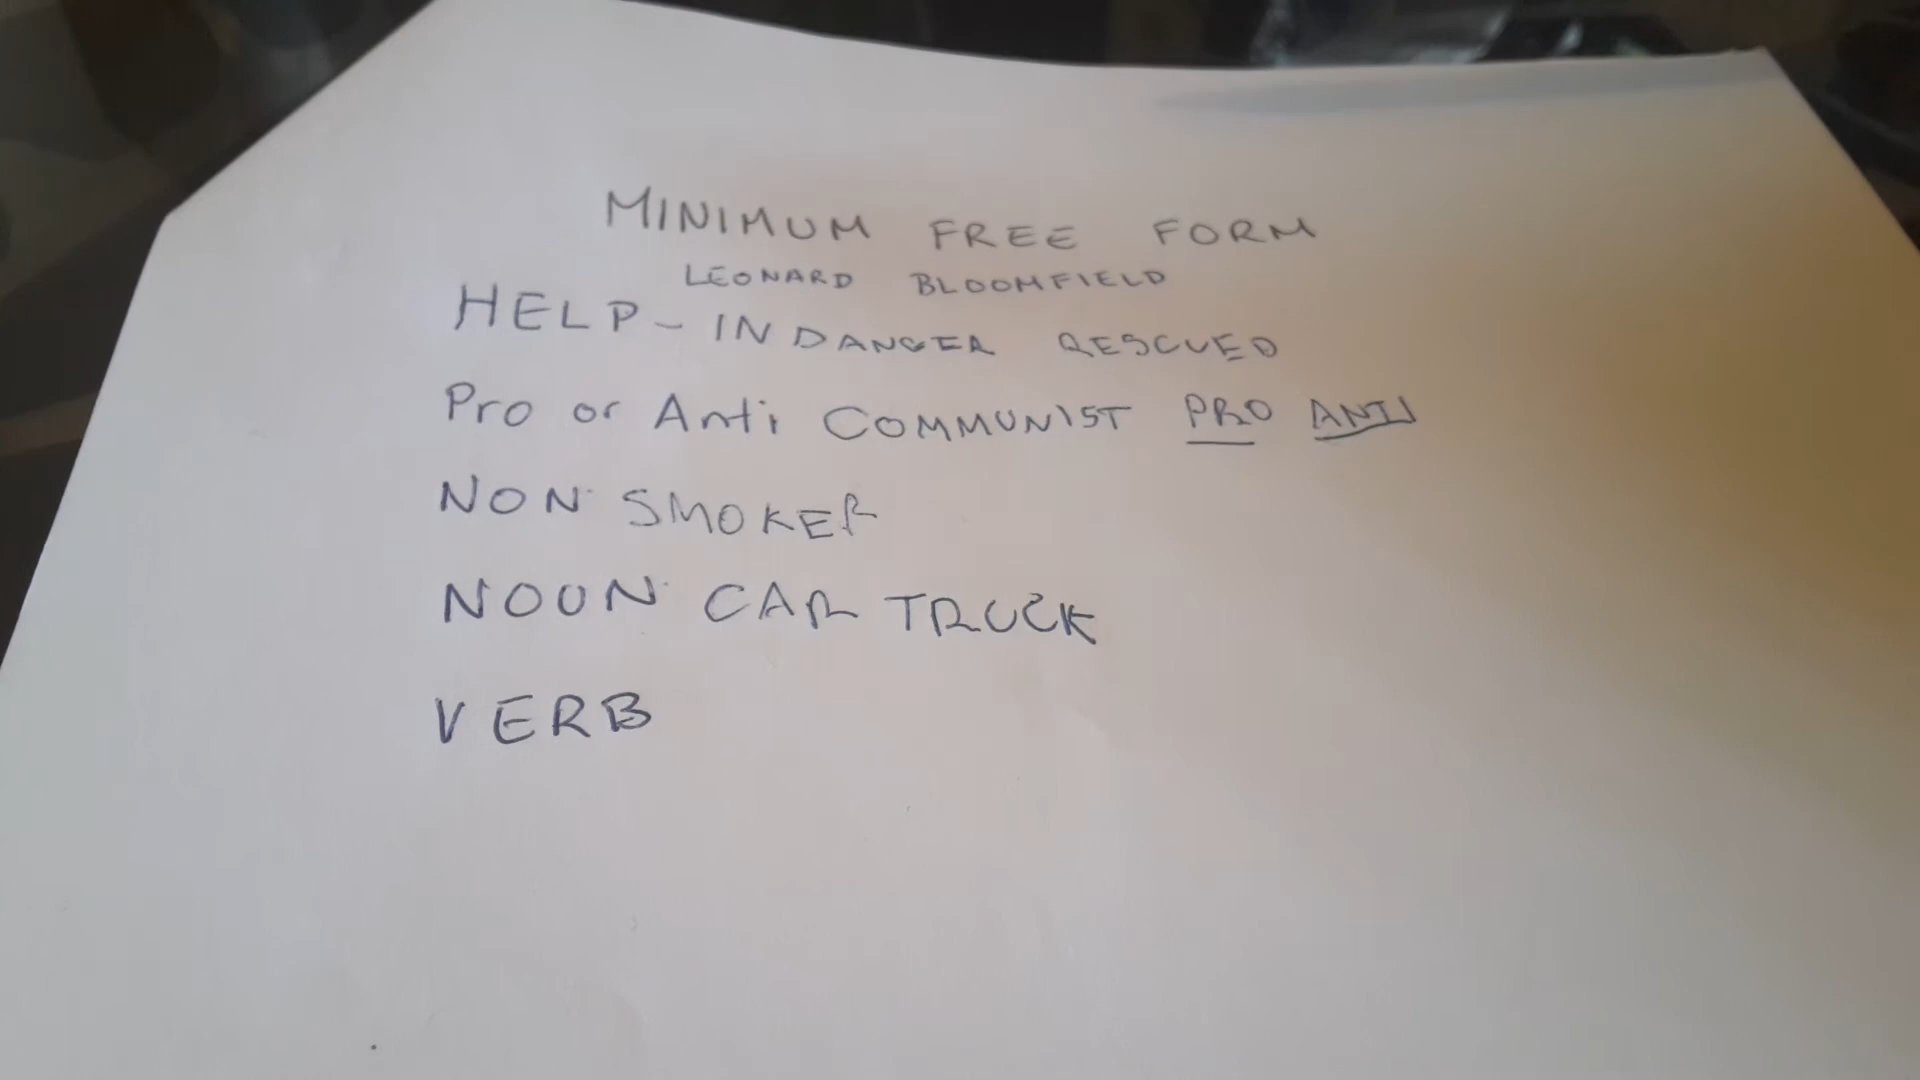 MINIMUM FREE FORM
LEONARD BLOOMFIELD
HELP - IN DANGER RESCUED
Pro or Anti COMMUNIST PRO ANTI
NON SMOKER
NOUN CAR TRUCK
VERB